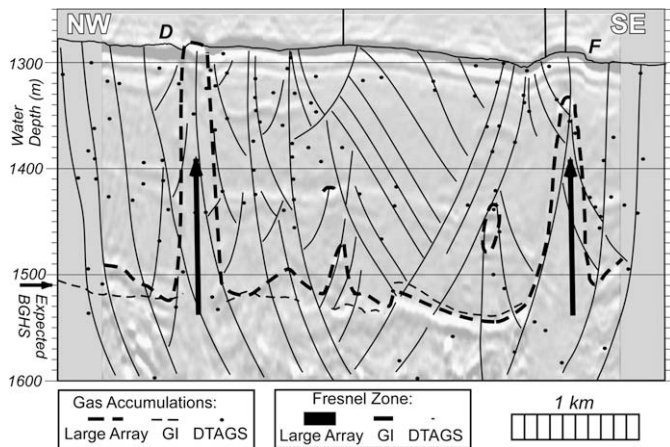 NW
D
F
SE
Water Depth (m)
1300
1400
1500
1600
Expected
BGHS
Gas Accumulations:
Large Array GI DTAGS
Fresnel Zone:
Large Array GI DTAGS
1 km